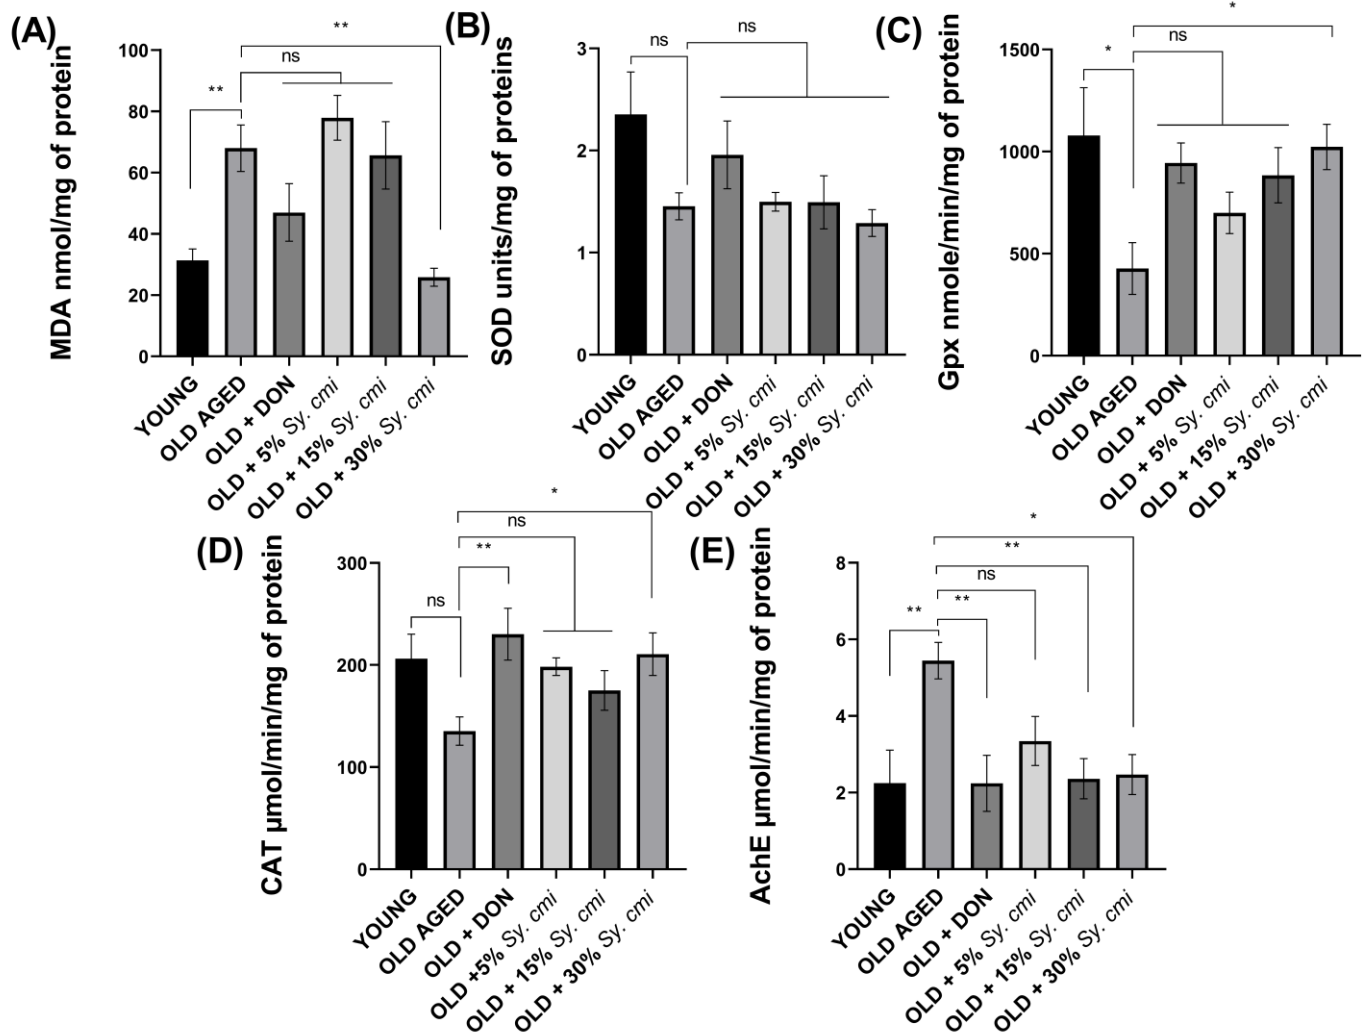 (A)
MDA nmol/mg of protein
100
80
60
40
20
0
**
ns
**
YOUNG
OLD AGED
OLD + DON
OLD + 5% Sy. cmi
OLD + 15% Sy. cmi
OLD + 30% Sy. cmi
(B)
SOD units/mg of proteins
3
2
1
0
ns
ns
YOUNG
OLD AGED
OLD + DON
OLD + 5% Sy. cmi
OLD + 15% Sy. cmi
OLD + 30% Sy. cmi
(C)
Gpx nmole/min/mg of protein
1500
1000
500
0
*
ns
*
YOUNG
OLD AGED
OLD + DON
OLD + 5% Sy. cmi
OLD + 15% Sy. cmi
OLD + 30% Sy. cmi
(D)
CAT µmol/min/mg of protein
300
200
100
0
*
ns
**
ns
YOUNG
OLD AGED
OLD + DON
OLD +5% Sy. cmi
OLD + 15% Sy. cmi
OLD + 30% Sy. cmi
(E)
AchE µmol/min/mg of protein
8
6
4
2
0
*
**
ns
**
**
YOUNG
OLD AGED
OLD + DON
OLD + 5% Sy. cmi
OLD + 15% Sy. cmi
OLD + 30% Sy. cmi